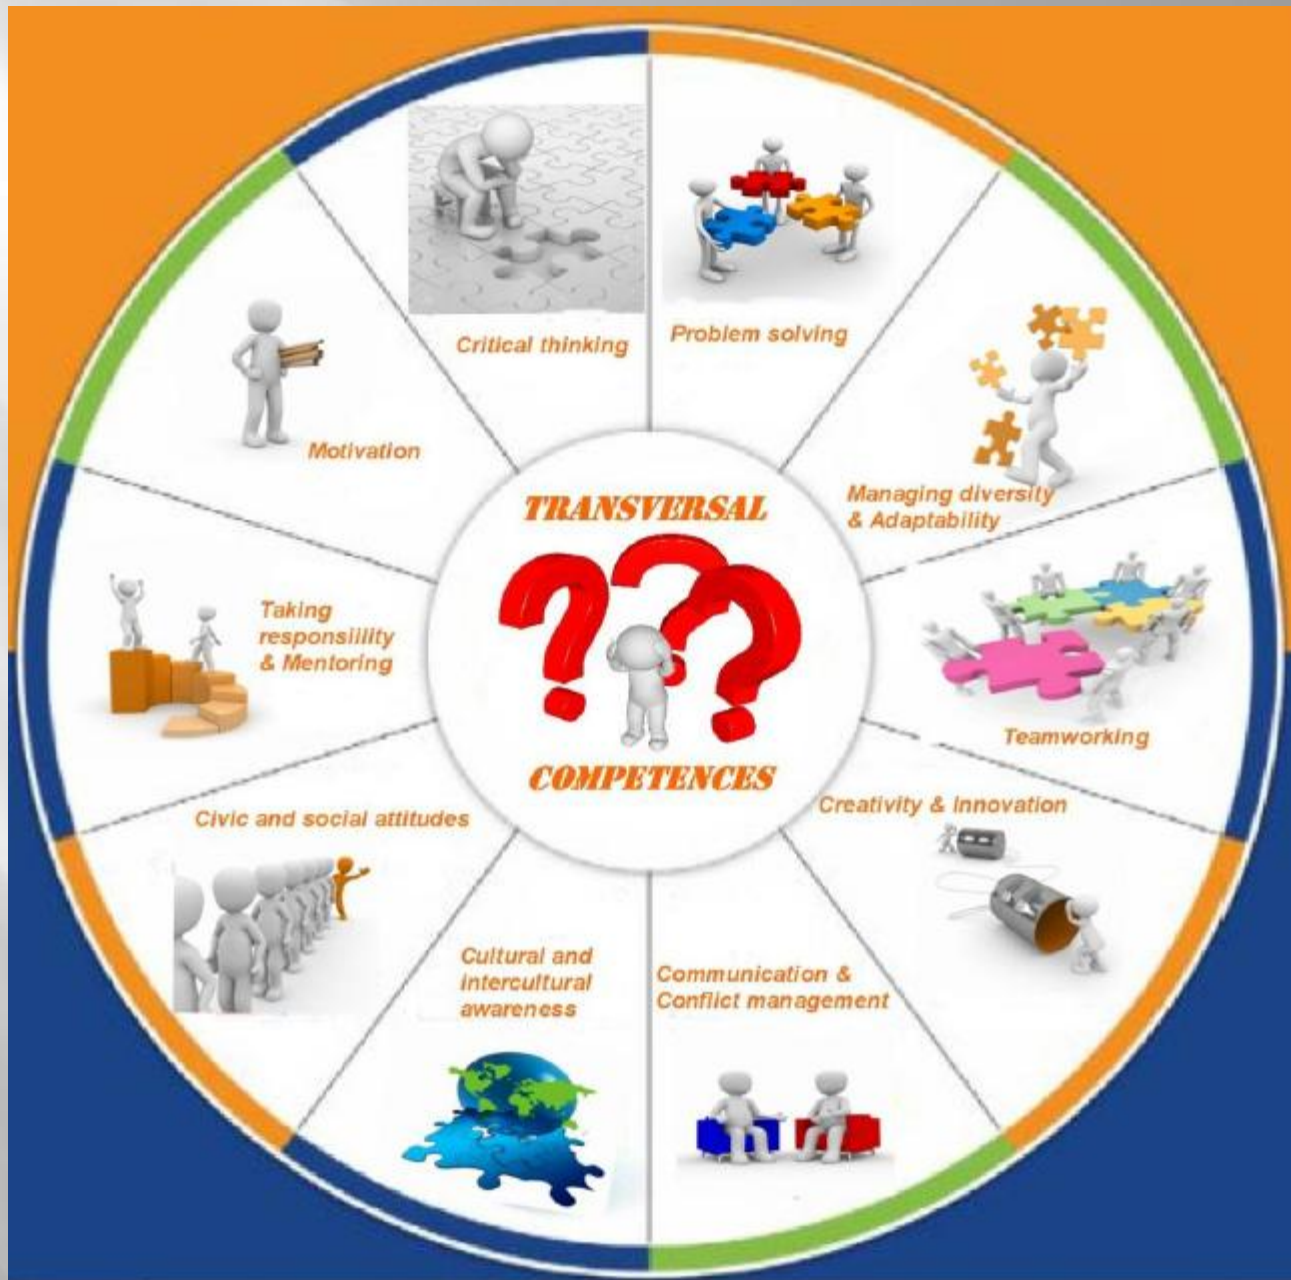 TRANSVERSAL
COMPETENCES
Critical thinking
Problem solving
Managing diversity
& Adaptability
Teamworking
Creativity & Innovation
Communication &
Conflict management
Cultural and
intercultural
awareness
Civic and social attitudes
Taking
responsiility
& Mentoring
Motivation